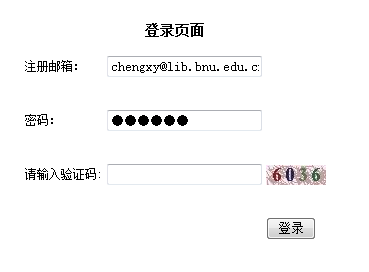 登录页面
注册邮箱： chengxy@lib.bnu.edu.c
密码： ●●●●●●
请输入验证码: 6036
登录